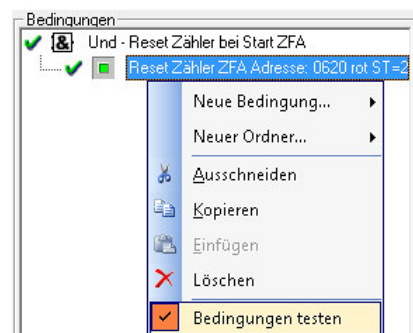 Bedingungen
& Und - Reset Zähler bei Start ZFA
Reset Zähler ZFA Adresse: 0620 rot ST=2
Neue Bedingung...
Neuer Ordner...
Ausschneiden
Kopieren
Einfügen
Löschen
Bedingungen testen